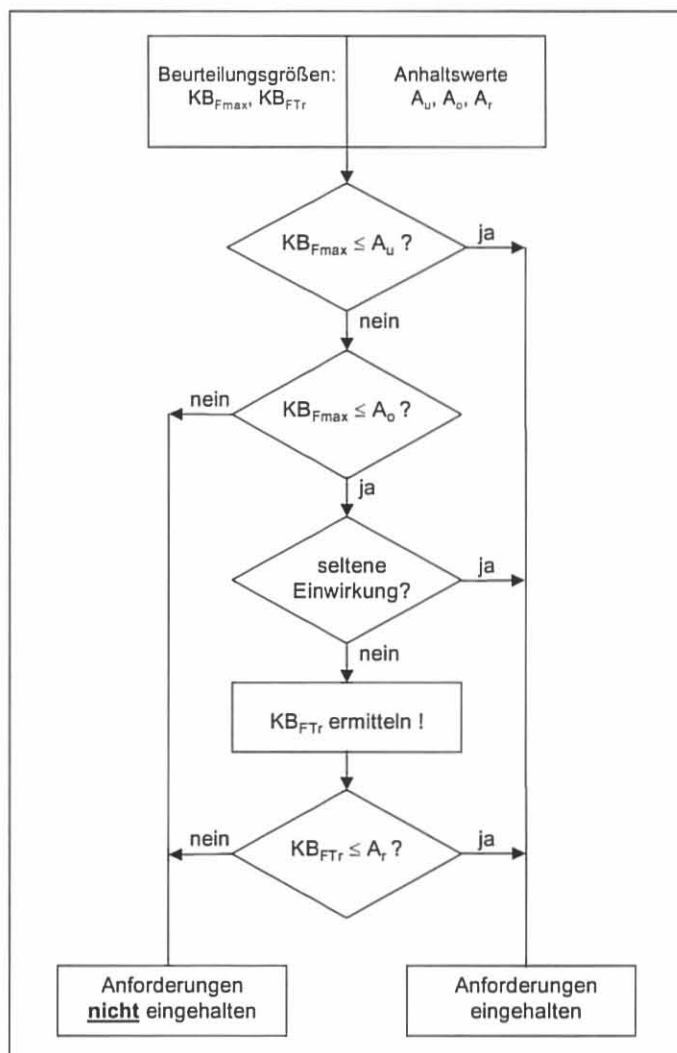 Beurteilungsgrößen:
KB_Fmax, KB_FTr
Anhaltswerte
A_u, A_o, A_r
KB_Fmax ≤ A_u ?
ja
nein
nein
KB_Fmax ≤ A_o ?
ja
seltene
Einwirkung?
ja
nein
KB_FTr ermitteln !
nein
KB_FTr ≤ A_r ?
ja
Anforderungen
nicht eingehalten
Anforderungen
eingehalten